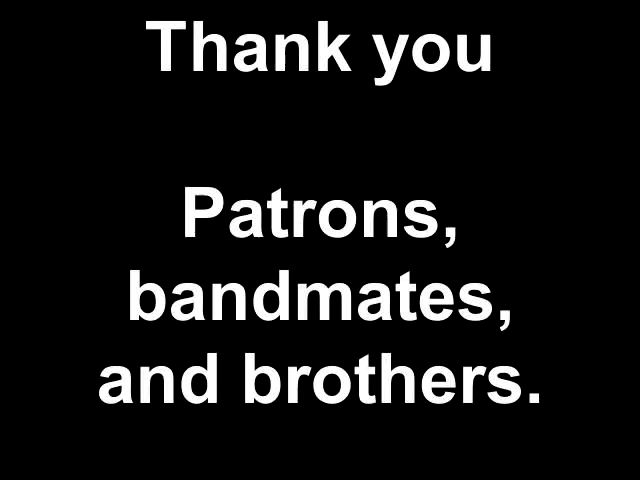 Thank you
Patrons,
bandmates,
and brothers.